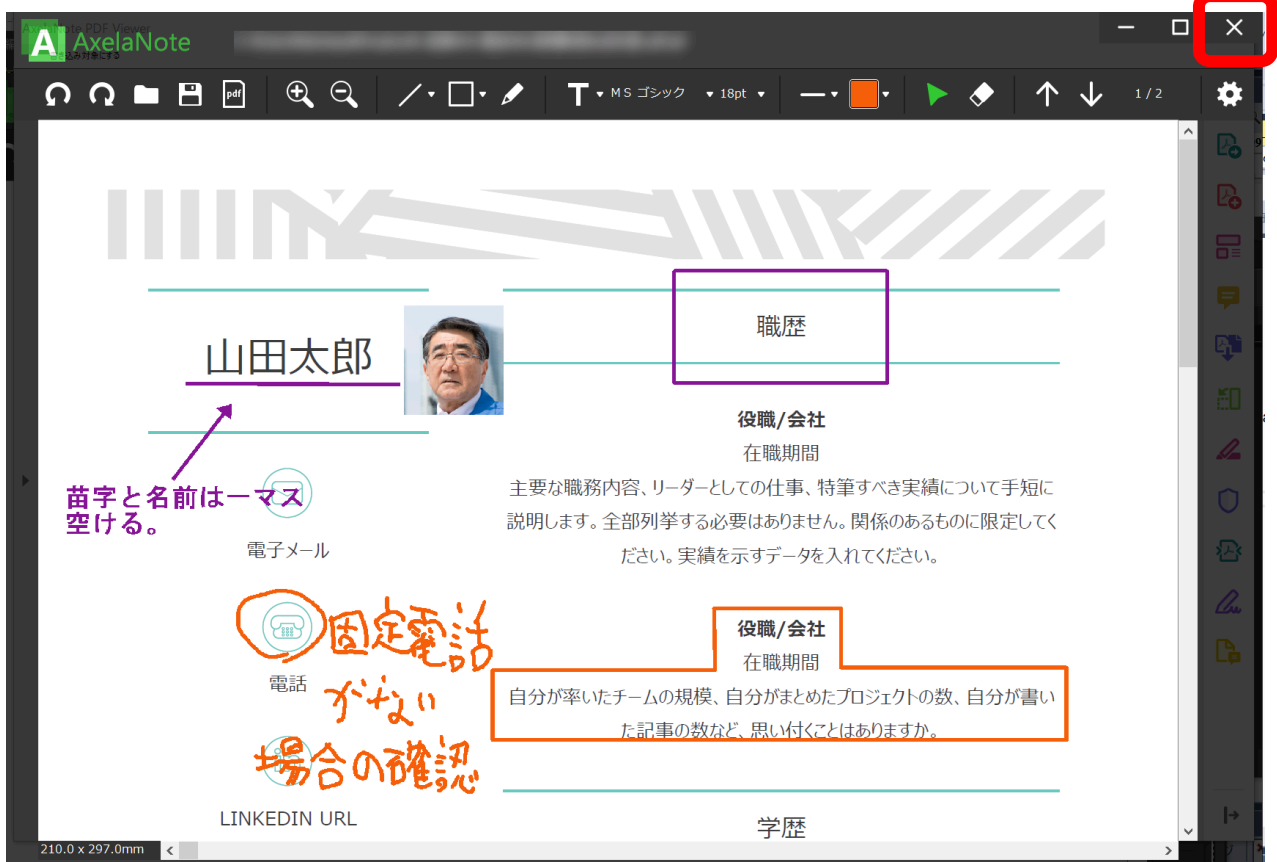 AxelaNote PDF Viewer
A AxelaNote
pdf
T MS ゴシック 18pt
1 / 2
山田太郎
職歴
役職/会社
在職期間
主要な職務内容、リーダーとしての仕事、特筆すべき実績について手短に
説明します。全部列挙する必要はありません。関係のあるものに限定してく
ださい。実績を示すデータを入れてください。
苗字と名前は一マス
空ける。
電子メール
固定電話
がない
場合の確認
電話
役職/会社
在職期間
自分が率いたチームの規模、自分がまとめたプロジェクトの数、自分が書い
た記事の数など、思い付くことはありますか。
LINKEDIN URL
学歴
210.0 x 297.0mm